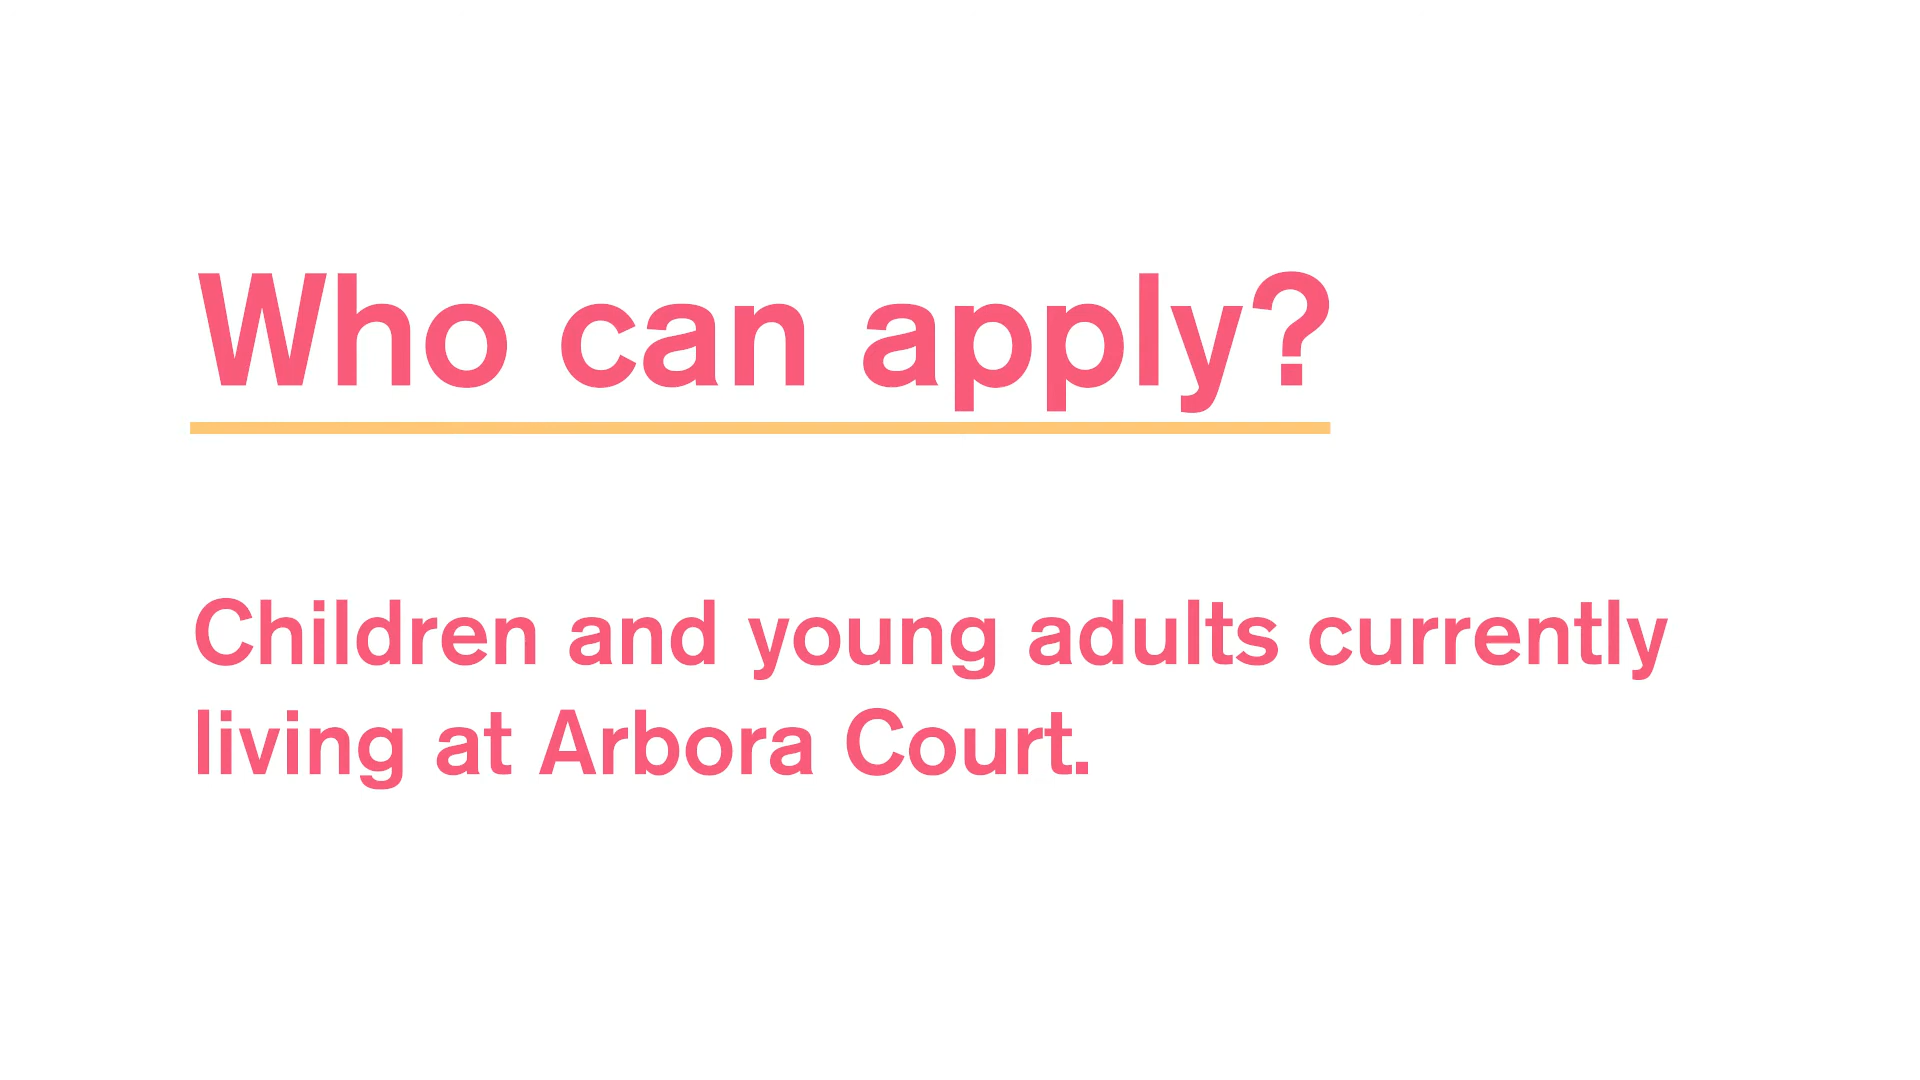 Who can apply?
Children and young adults currently
living at Arbora Court.